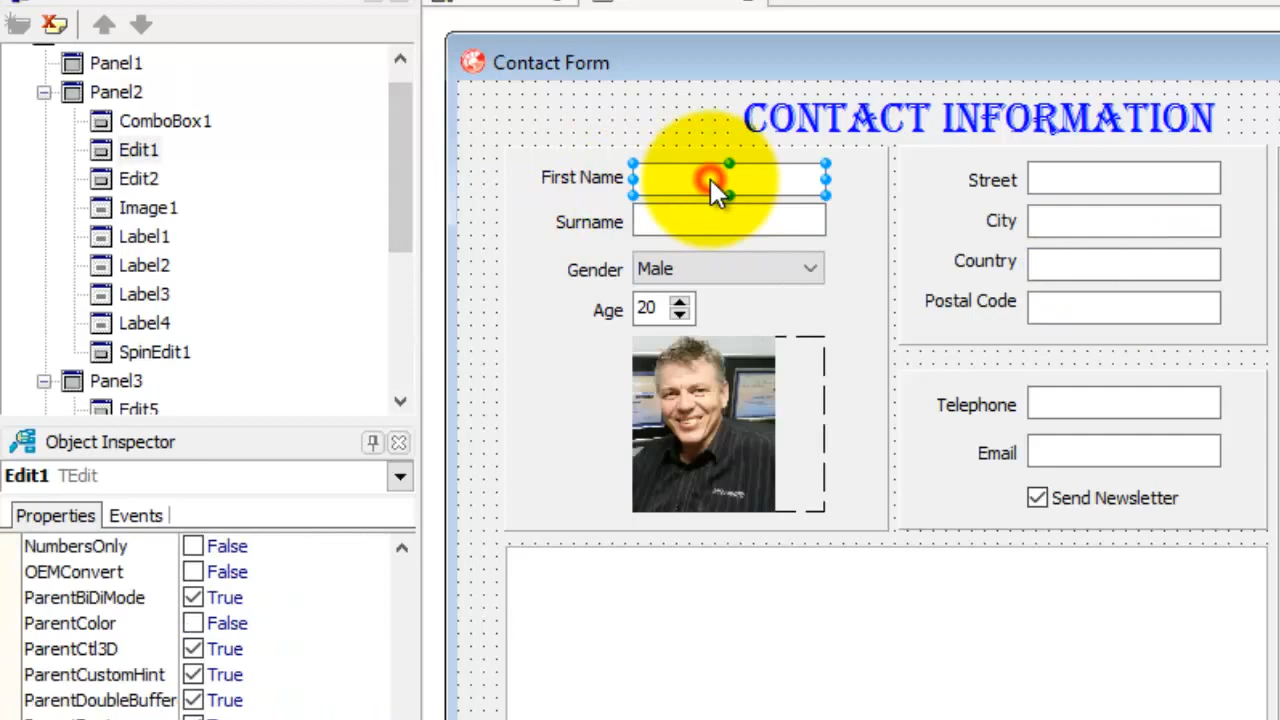 Panel1
Panel2
ComboBox1
Edit1
Edit2
Image1
Label1
Label2
Label3
Label4
SpinEdit1
Panel3
Edit5
Object Inspector
Edit1 TEdit
Properties Events
NumbersOnly False
OEMConvert False
ParentBiDiMode True
ParentColor False
ParentCtl3D True
ParentCustomHint True
ParentDoubleBuffer True
Contact Form
CONTACT INFORMATION
First Name
Surname
Gender Male
Age 20
Street
City
Country
Postal Code
Telephone
Email
Send Newsletter